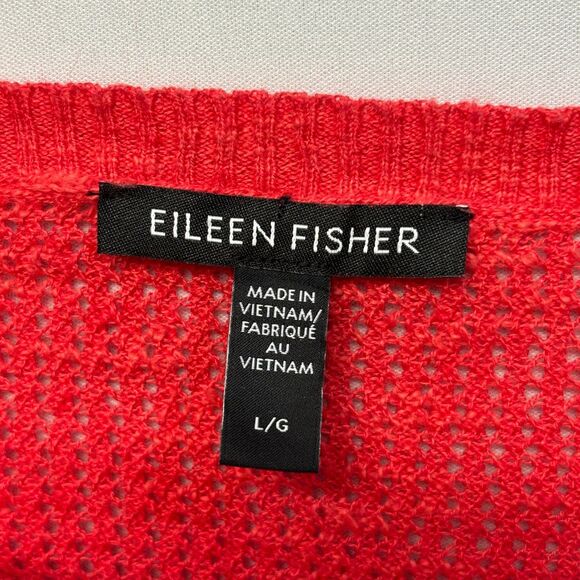 EILEEN FISHER
MADE IN
VIETNAM/
FABRIQUÉ
AU
VIETNAM
L/G